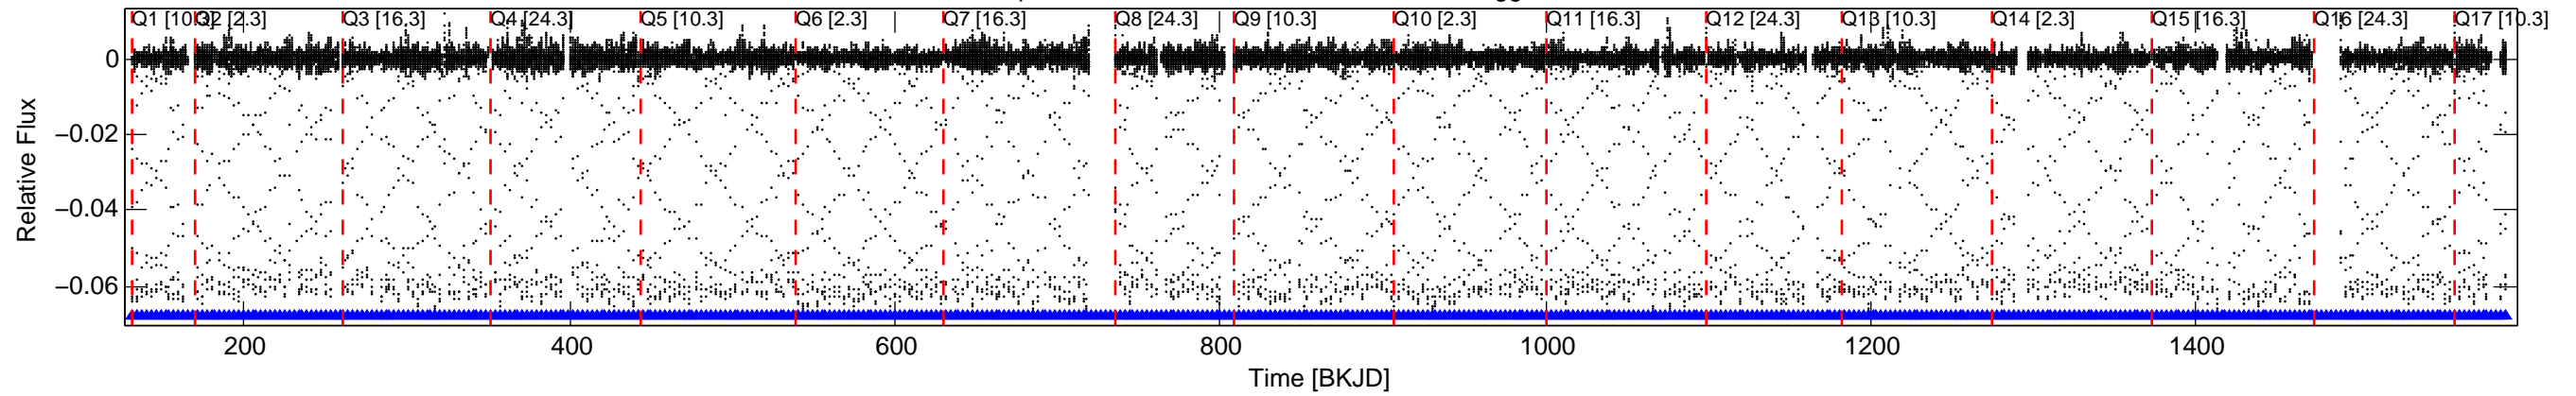 Q1 [10.3] Q2 [2.3] Q3 [16.3] Q4 [24.3] Q5 [10.3] Q6 [2.3] Q7 [16.3] Q8 [24.3] Q9 [10.3] Q10 [2.3] Q11 [16.3] Q12 [24.3] Q13 [10.3] Q14 [2.3] Q15 [16.3] Q16 [24.3] Q17 [10.3]
0
−0.02
−0.04
−0.06
Relative Flux
200 400 600 800 1000 1200 1400
Time [BKJD]